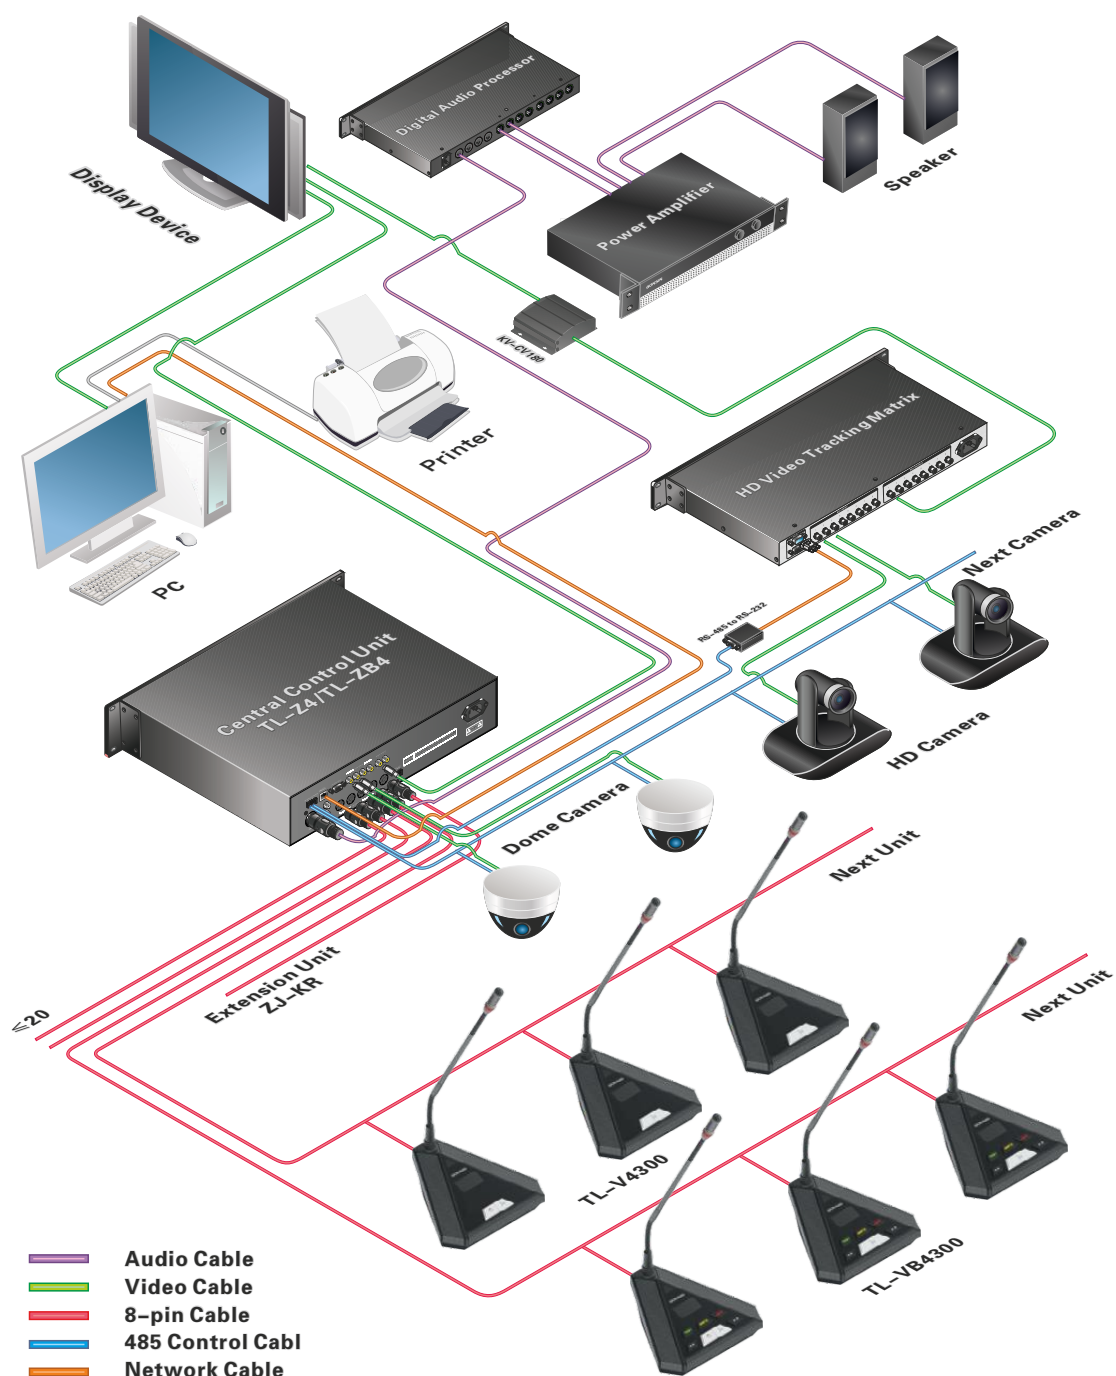 Digital Audio Processor
Display Device
Speaker
Power Amplifier
KV-CV180
Printer
HD Video Tracking Matrix
PC
Next Camera
RS-485 to RS-232
Central Control Unit
TL-Z4/TL-ZB4
HD Camera
Dome Camera
Next Unit
Extension Unit
ZJ-KR
≤20
Next Unit
TL-V4300
TL-VB4300
Audio Cable
Video Cable
8-pin Cable
485 Control Cabl
Network Cable